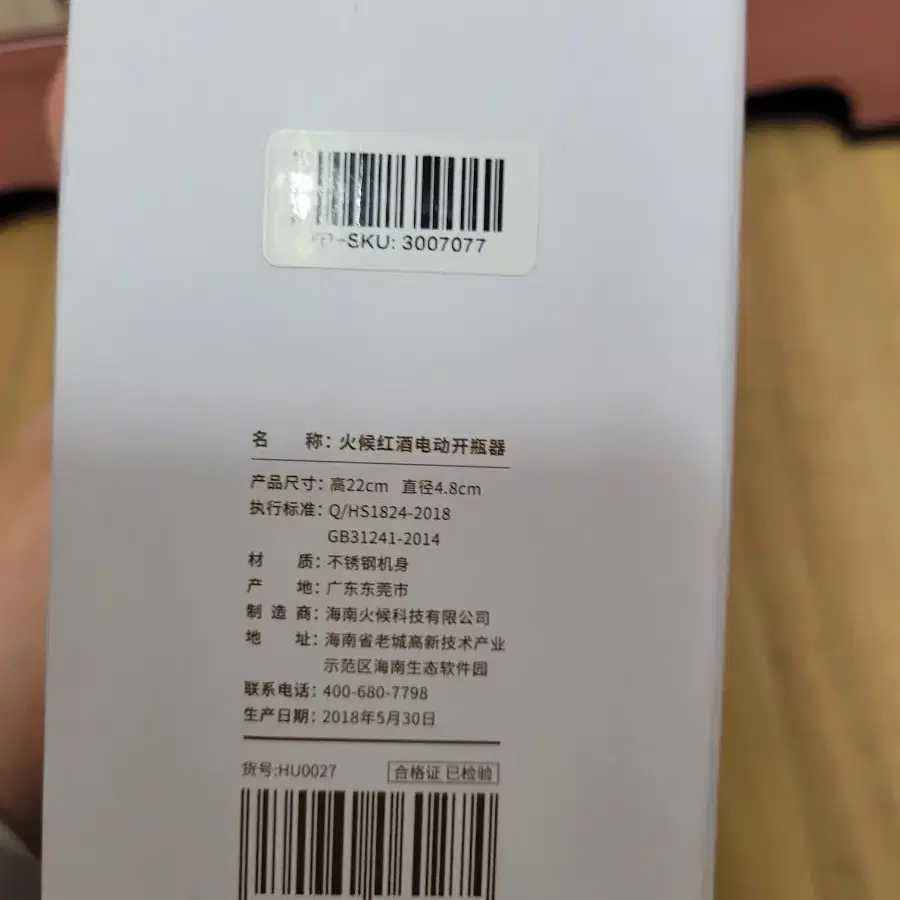 SKU: 3007077
名 称：火候红酒电动开瓶器
产品尺寸：高22cm 直径4.8cm
执行标准：Q/HS1824-2018
GB31241-2014
材 质：不锈钢机身
产 地：广东东莞市
制 造 商：海南火候科技有限公司
地 址：海南省老城高新技术产业
示范区海南生态软件园
联系电话：400-680-7798
生产日期：2018年5月30日
货号:HU0027 合格证 已检验